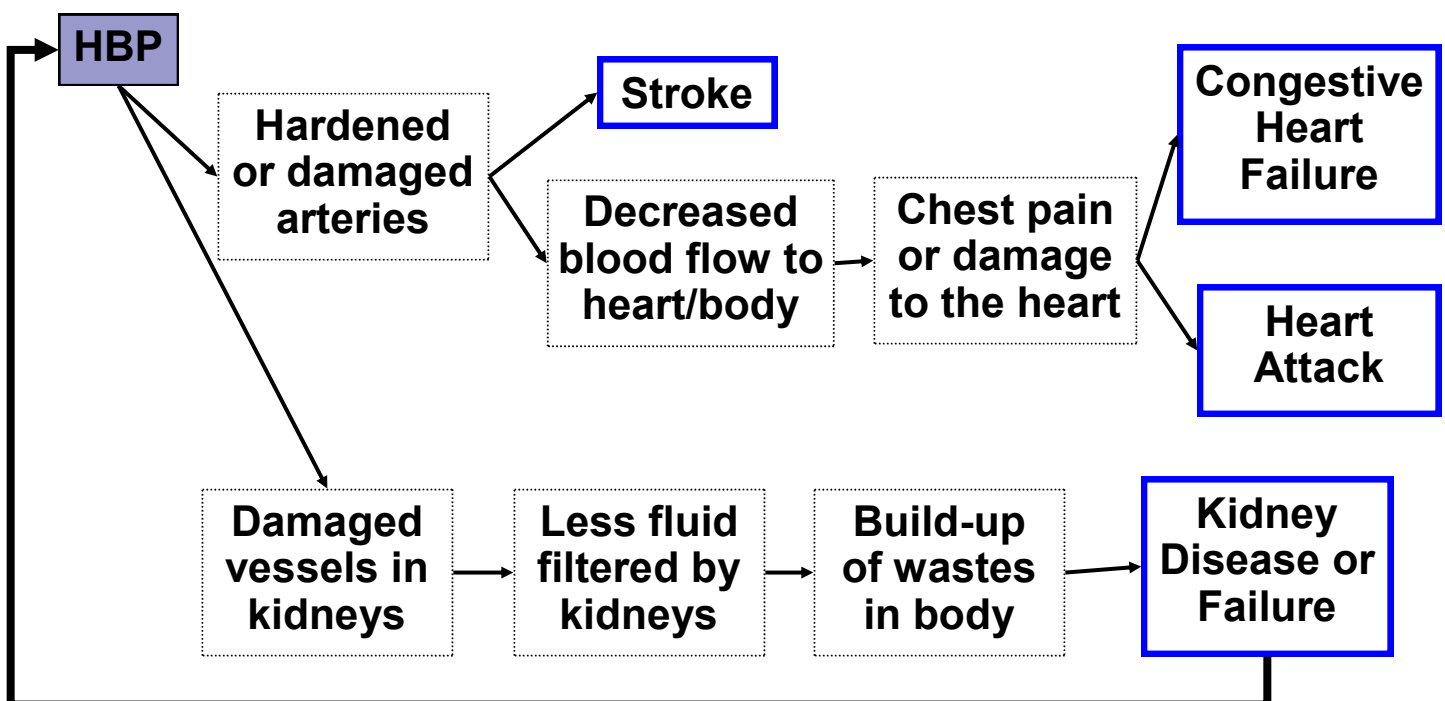 HBP
Hardened
or damaged
arteries
Stroke
Decreased
blood flow to
heart/body
Chest pain
or damage
to the heart
Congestive
Heart
Failure
Heart
Attack
Damaged
vessels in
kidneys
Less fluid
filtered by
kidneys
Build-up
of wastes
in body
Kidney
Disease or
Failure